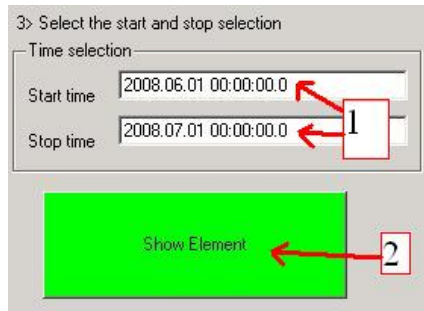 3> Select the start and stop selection
Time selection
Start time 2008.06.01 00:00:00.0
1
Stop time 2008.07.01 00:00:00.0
Show Element
2